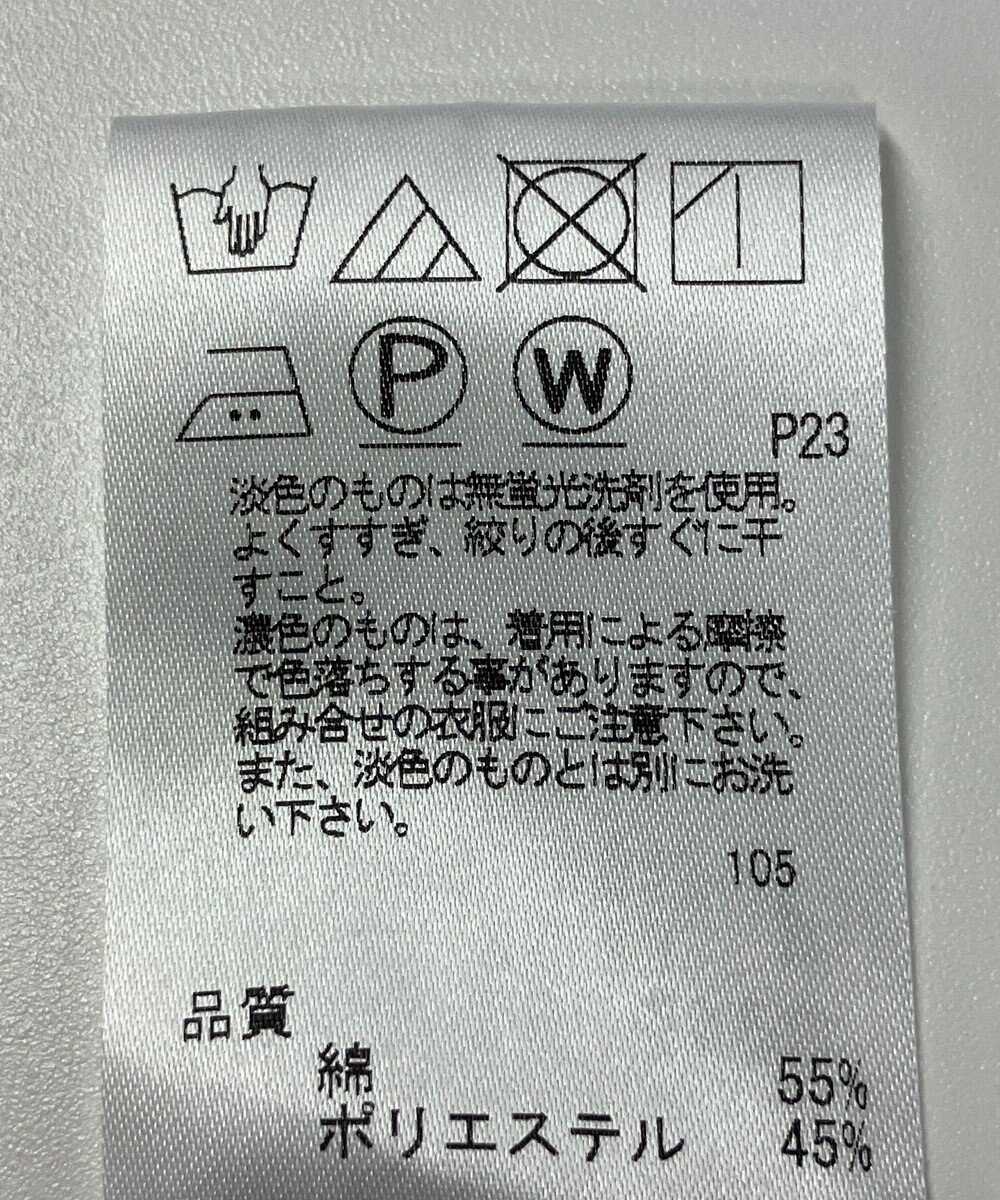 P
W
P23
淡色のものは無蛍光洗剤を使用。
よくすすぎ、絞りの後すぐに干
すこと。
濃色のものは、着用による摩擦
で色落ちする事がありますので、
組み合せの衣服にご注意下さい。
また、淡色のものとは別にお洗
い下さい。
105
品質
綿 55%
ポリエステル 45%